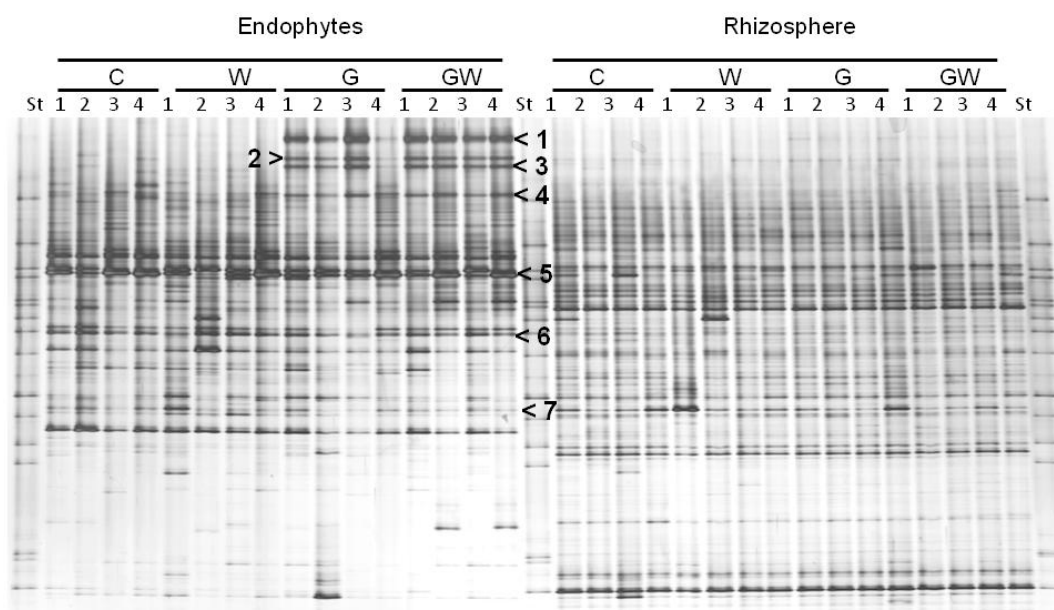 Endophytes Rhizosphere
C W G GW C W G GW
St 1 2 3 4 1 2 3 4 1 2 3 4 1 2 3 4 St 1 2 3 4 1 2 3 4 1 2 3 4 1 2 3 4 St
< 1
2 > < 3
< 4
< 5
< 6
< 7